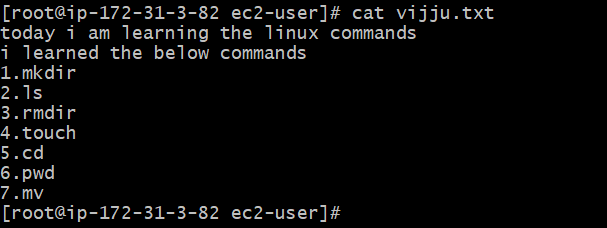 [root@ip-172-31-3-82 ec2-user]# cat vijju.txt
today i am learning the linux commands
i learned the below commands
1.mkdir
2.ls
3.rmdir
4.touch
5.cd
6.pwd
7.mv
[root@ip-172-31-3-82 ec2-user]#